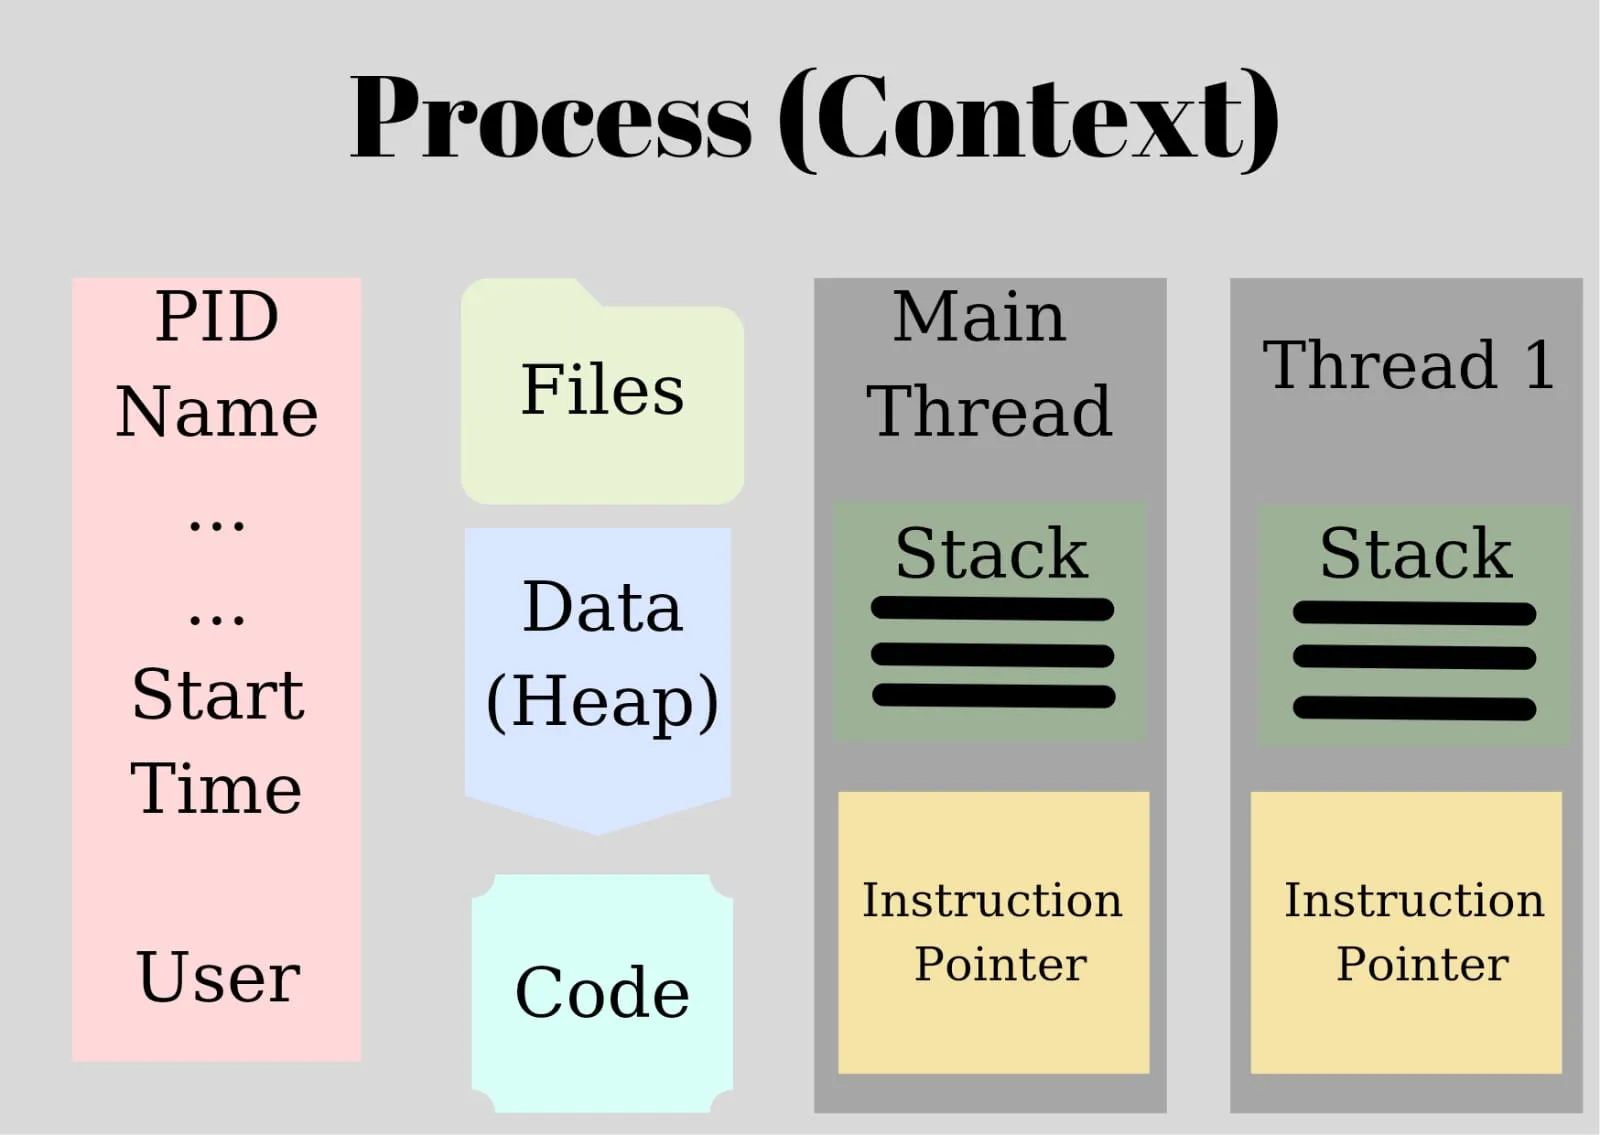 Process (Context)
PID
Name
...
...
Start
Time
User
Files
Data
(Heap)
Code
Main
Thread
Stack
Instruction
Pointer
Thread 1
Stack
Instruction
Pointer